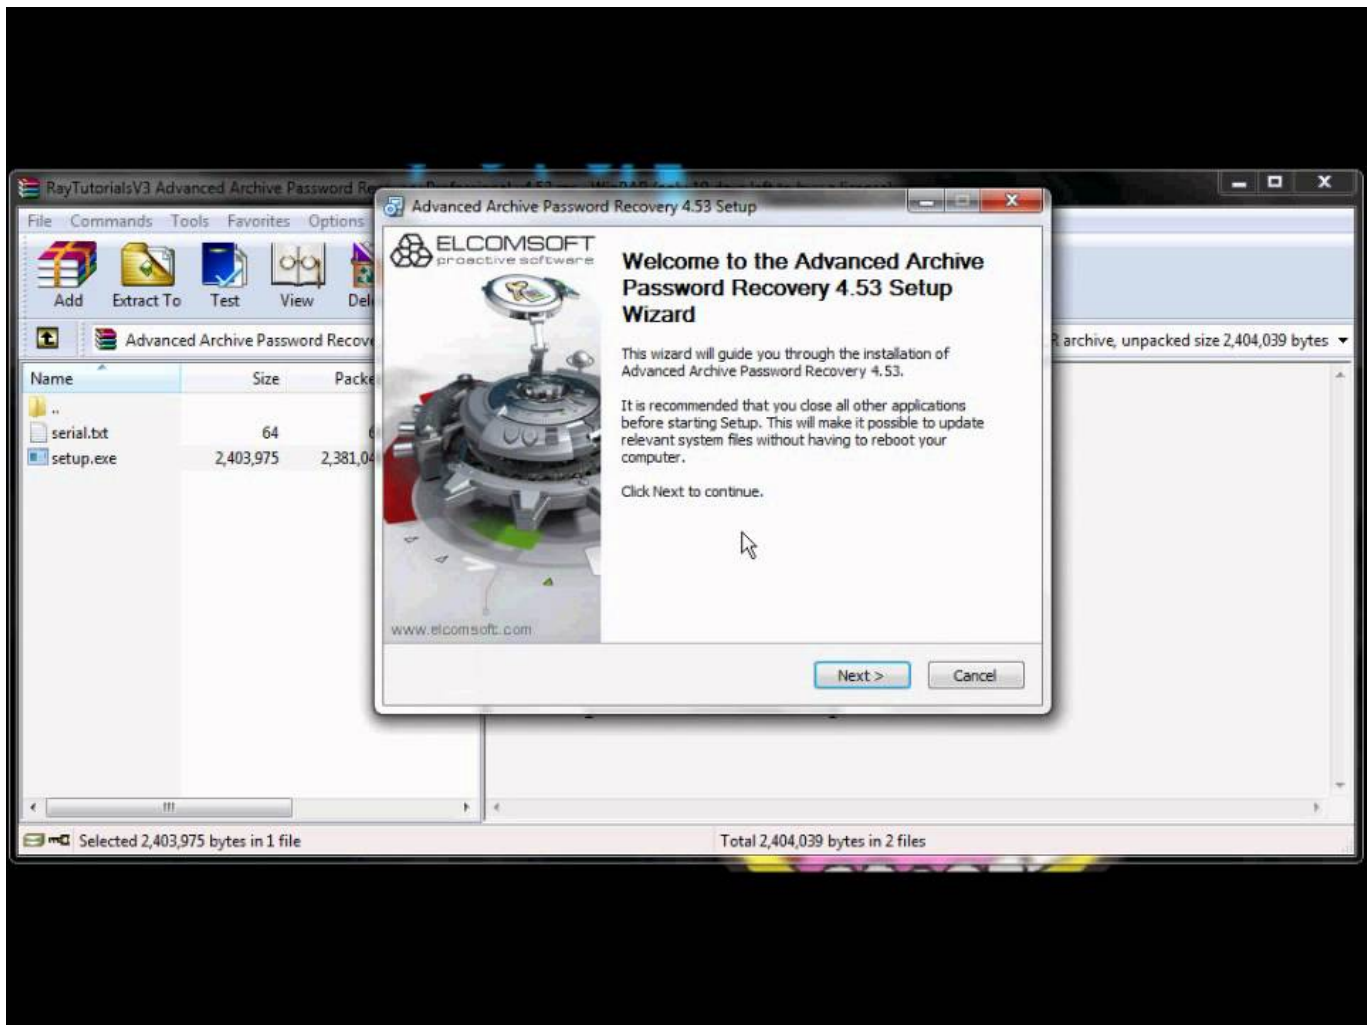 RayTutorialsV3 Advanced Archive Password
Advanced Archive Password Recovery 4.53 Setup
File Commands Tools Favorites Options
Add Extract To Test View
Advanced Archive Password
R archive, unpacked size 2,404,039 bytes
Name Size
..
serial.txt 64
setup.exe 2,403,975
ELCOMSOFT
proactive software
www.elcomsoft.com
Welcome to the Advanced Archive
Password Recovery 4.53 Setup
Wizard
This wizard will guide you through the installation of
Advanced Archive Password Recovery 4.53.
It is recommended that you close all other applications
before starting Setup. This will make it possible to update
relevant system files without having to reboot your
computer.
Click Next to continue.
Next > Cancel
Selected 2,403,975 bytes in 1 file
Total 2,404,039 bytes in 2 files